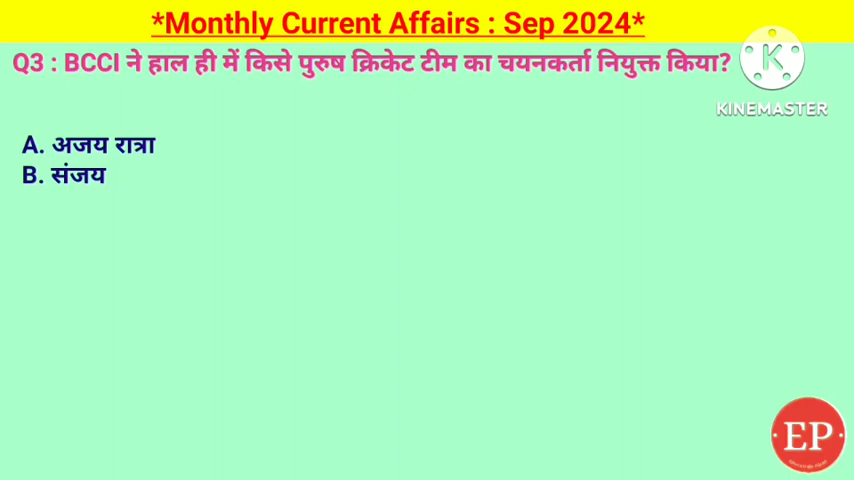 *Monthly Current Affairs : Sep 2024*
Q3 : BCCI ने हाल ही में किसे पुरुष क्रिकेट टीम का चयनकर्ता नियुक्त किया?
KINEMASTER
A. अजय रात्रा
B. संजय
EP